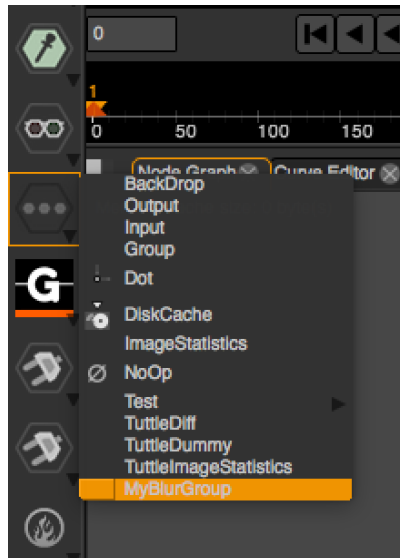 0
1
0 50 100 150
Node Graph Curve Editor
BackDrop
Output
Input
Group
Dot
DiskCache
ImageStatistics
NoOp
Test
TuttleDiff
TuttleDummy
TuttleImageStatistics
MyBlurGroup
G